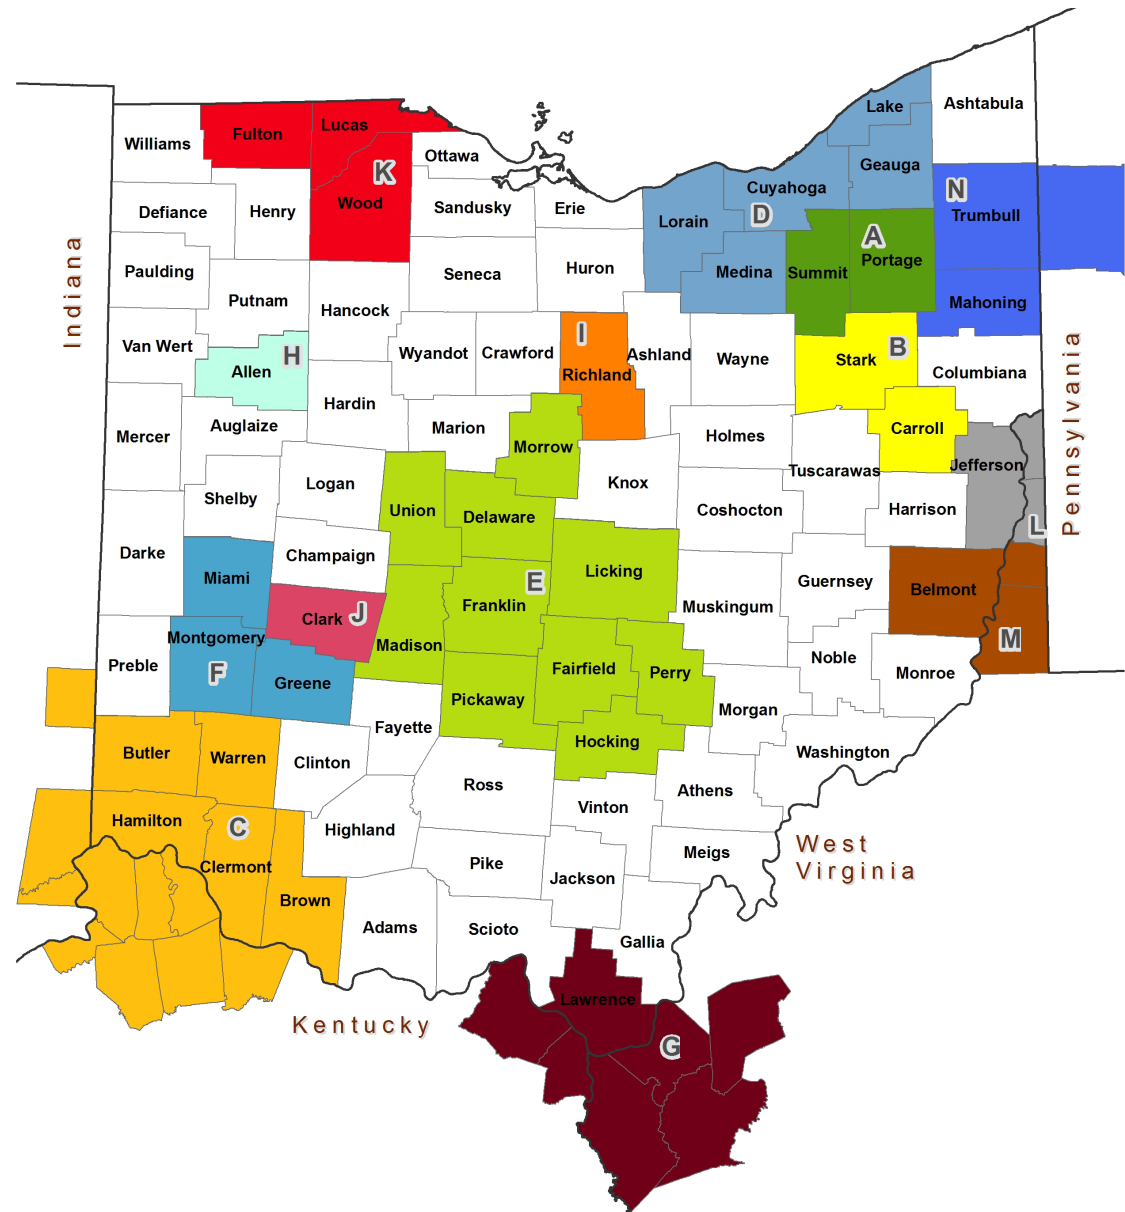 Lake
Ashtabula
Fulton
Lucas
Williams
Ottawa
Geauga
K
Cuyahoga
N
Wood
Trumbull
Defiance
Henry
Sandusky
Erie
D
Lorain
A
Portage
Indiana
Paulding
Seneca
Huron
Medina
Summit
Putnam
Mahoning
Hancock
I
Van Wert
H
Wyandot
Crawford
Ashland
Wayne
Stark
B
Allen
Richland
Columbiana
Pennsylvania
Hardin
Auglaize
Marion
Carroll
Mercer
Morrow
Holmes
Jefferson
Tuscarawas
Logan
Knox
Shelby
Union
Delaware
Coshocton
Harrison
L
Darke
Champaign
Miami
E
Licking
Guernsey
Belmont
Franklin
Muskingum
Clark
J
Montgomery
Madison
M
Preble
F
Greene
Fairfield
Perry
Noble
Monroe
Pickaway
Morgan
Fayette
Hocking
Butler
Warren
Clinton
Washington
Ross
Athens
Vinton
Hamilton
C
Highland
West
Virginia
Clermont
Pike
Meigs
Jackson
Brown
Adams
Scioto
Gallia
Lawrence
Kentucky
G